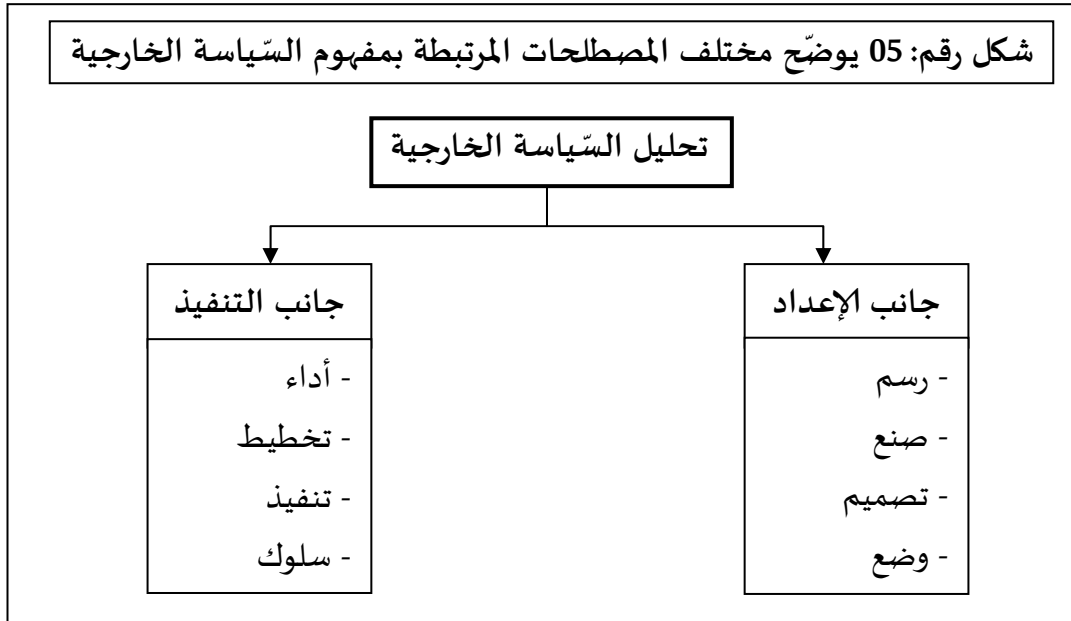 شكل رقم: 05 يوضّح مختلف المصطلحات المرتبطة بمفهوم السّياسة الخارجية
تحليل السّياسة الخارجية
جانب الإعداد
- رسم
- صنع
- تصميم
- وضع
جانب التنفيذ
- أداء
- تخطيط
- تنفيذ
- سلوك